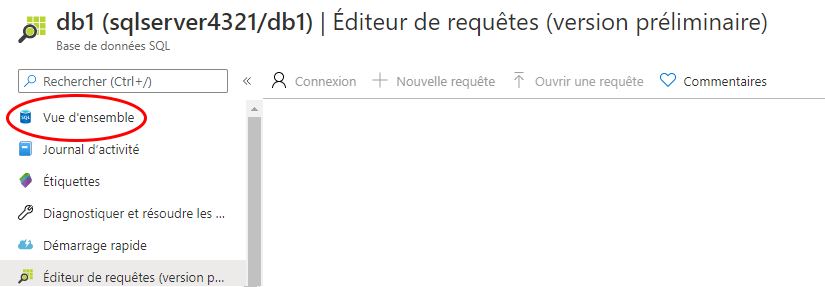 db1 (sqlserver4321/db1) | Éditeur de requêtes (version préliminaire)
Base de données SQL
Rechercher (Ctrl+/)
«
Connexion
Nouvelle requête
Ouvrir une requête
Commentaires
SQL
Vue d'ensemble
Journal d'activité
Étiquettes
Diagnostiquer et résoudre les ...
Démarrage rapide
Éditeur de requêtes (version p...